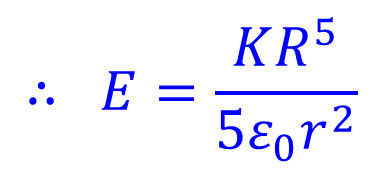 ∴ E = KR⁵ / 5ε₀r²